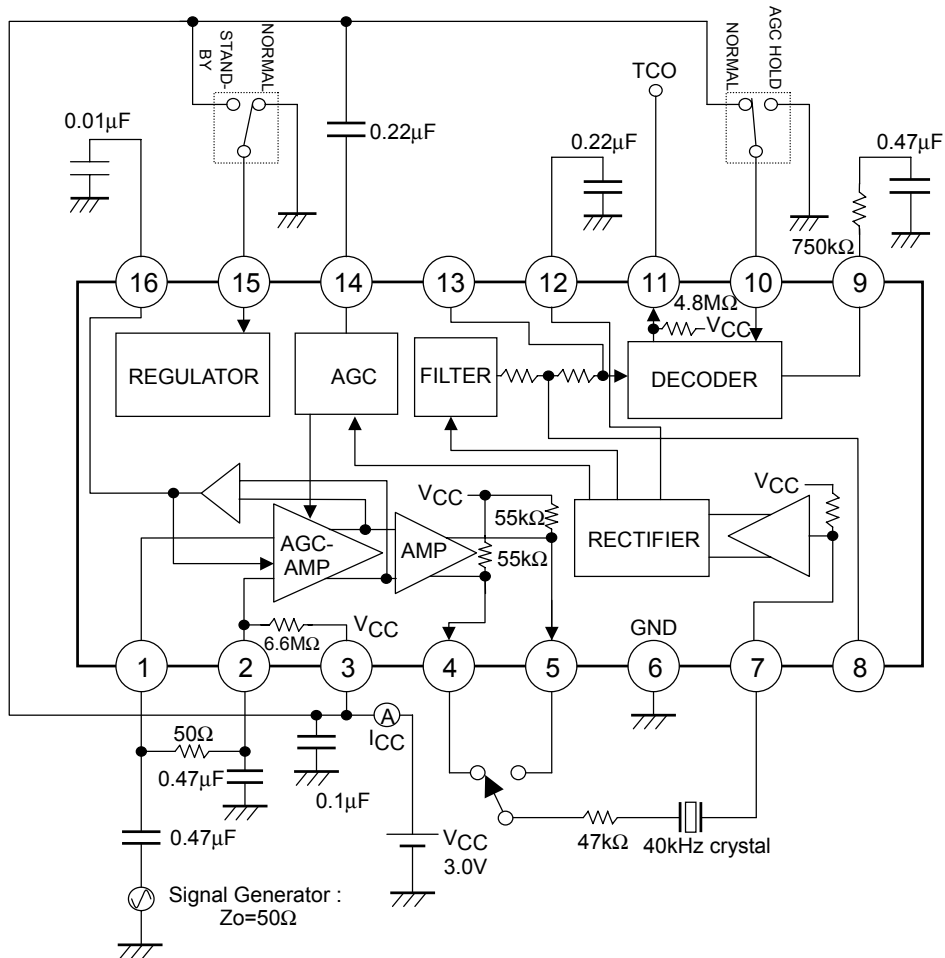 STAND-
BY
NORMAL
NORMAL
AGC HOLD
TCO
0.01μF
0.22μF
0.22μF
0.47μF
750kΩ
16
15
14
13
12
11
10
9
4.8MΩ
VCC
REGULATOR
AGC
FILTER
DECODER
VCC
55kΩ
VCC
AGC-
AMP
AMP
55kΩ
RECTIFIER
6.6MΩ
VCC
GND
1
2
3
4
5
6
7
8
50Ω
A
ICC
0.47μF
0.1μF
0.47μF
VCC
3.0V
47kΩ
40kHz crystal
Signal Generator :
Zo=50Ω